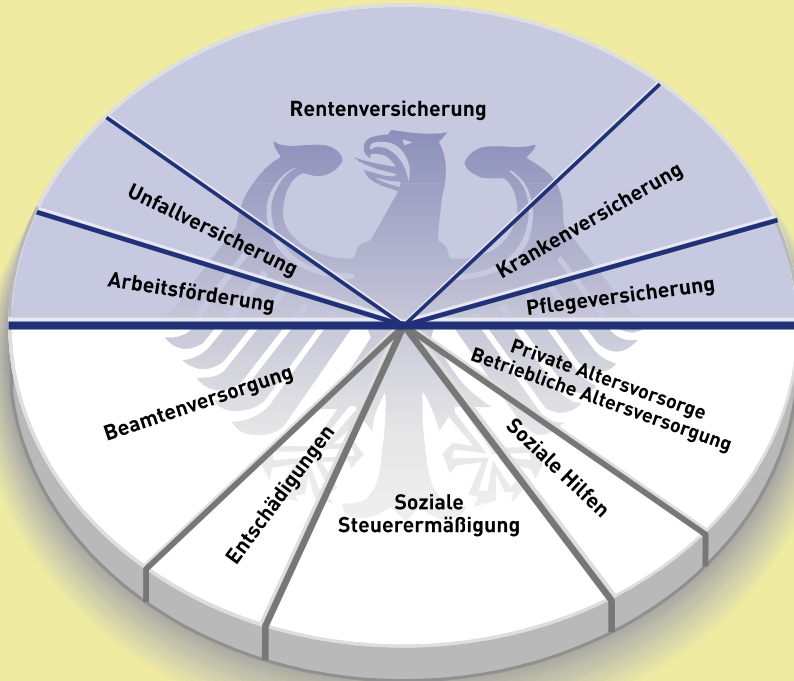 Rentenversicherung
Unfallversicherung
Krankenversicherung
Arbeitsförderung
Pflegeversicherung
Beamtenversorgung
Private Altersvorsorge
Betriebliche Altersversorgung
Entschädigungen
Soziale Hilfen
Soziale
Steuerermäßigung